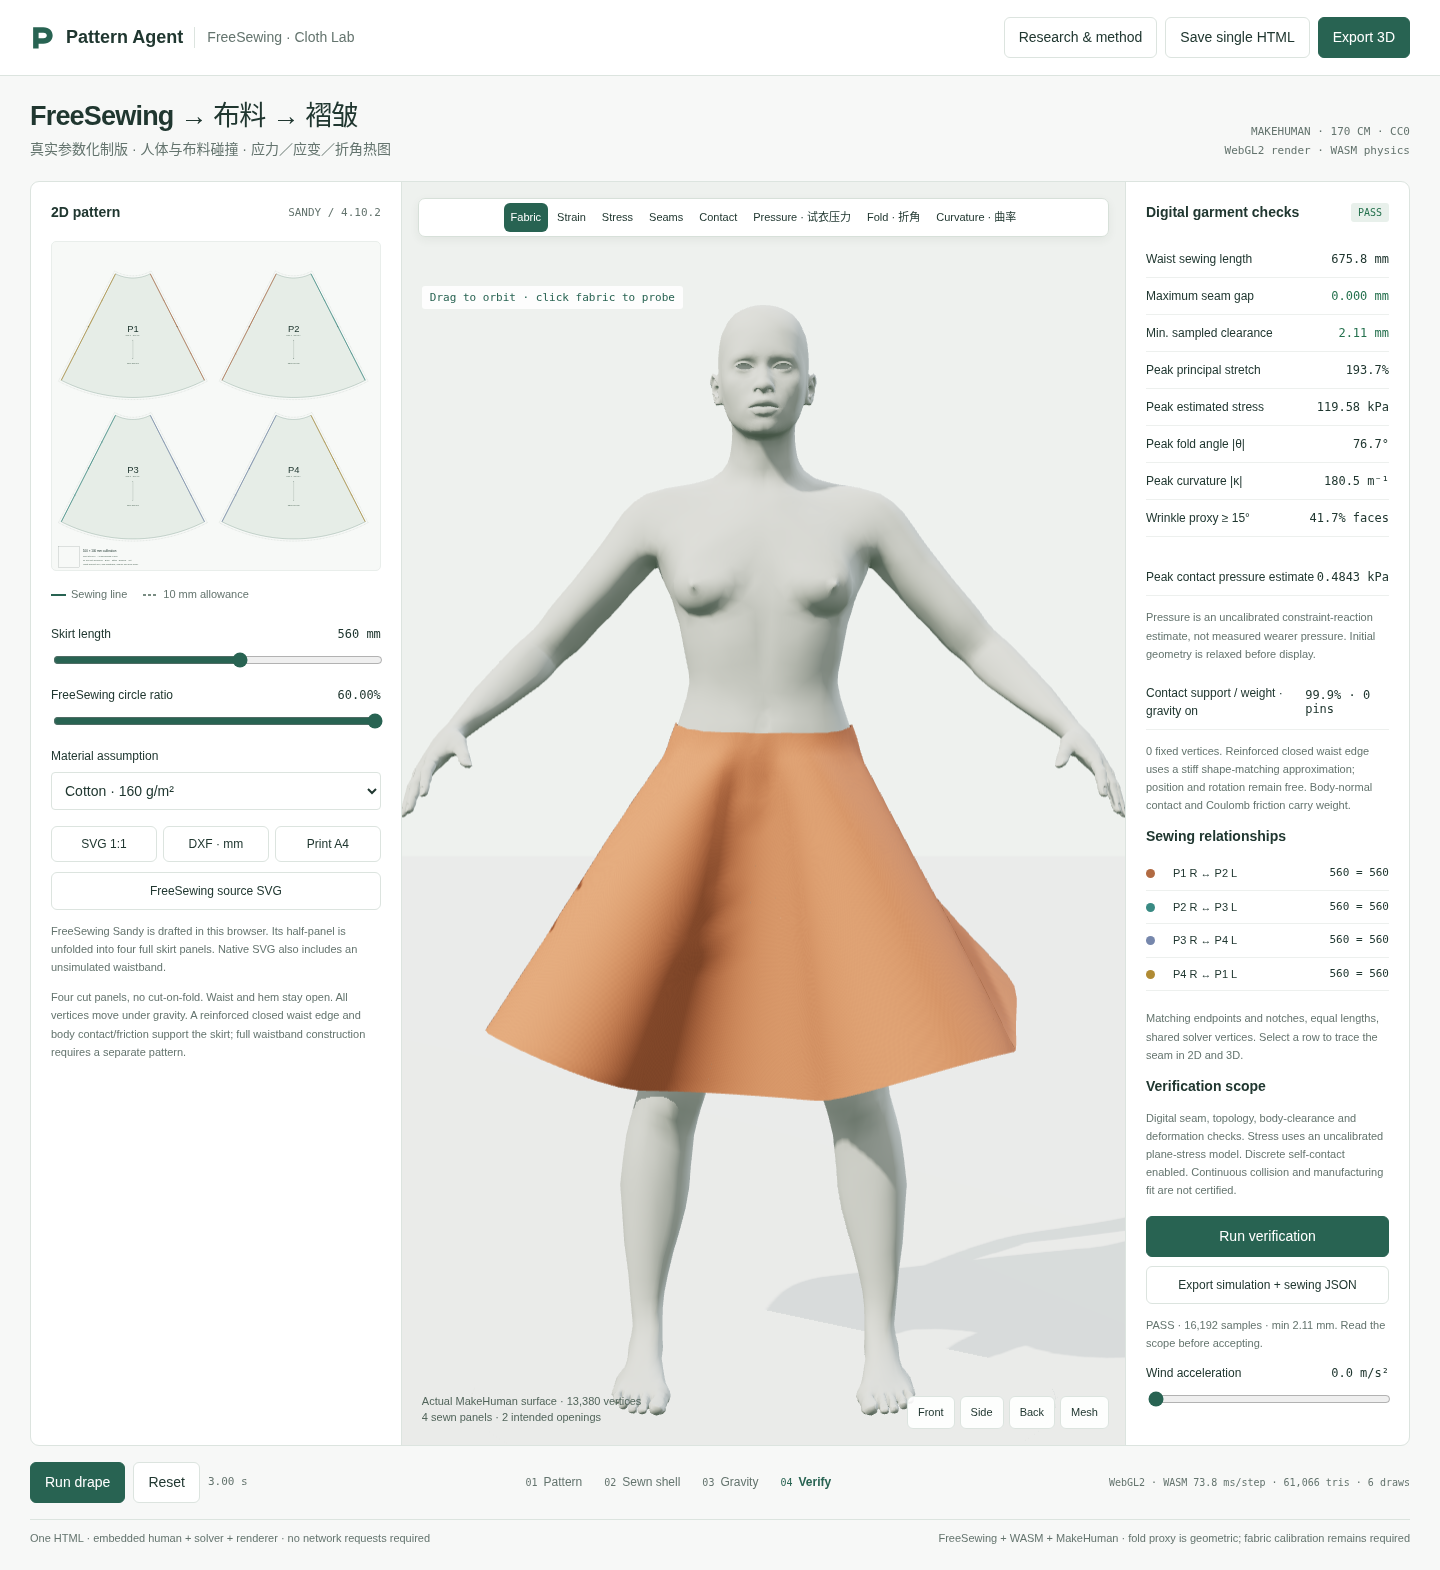 Pattern Agent
FreeSewing · Cloth Lab
Research & method
Save single HTML
Export 3D
FreeSewing → 布料 → 褶皱
真实参数化制版 · 人体与布料碰撞 · 应力／应变／折角热图
MAKEHUMAN · 170 CM · CC0
WebGL2 render · WASM physics
2D pattern
SANDY / 4.10.2
P1
P2
P3
P4
Sewing line
10 mm allowance
Skirt length
560 mm
FreeSewing circle ratio
60.00%
Material assumption
Cotton · 160 g/m²
SVG 1:1
DXF · mm
Print A4
FreeSewing source SVG
FreeSewing Sandy is drafted in this browser. Its half-panel is
unfolded into four full skirt panels. Native SVG also includes an
unsimulated waistband.
Four cut panels, no cut-on-fold. Waist and hem stay open. All
vertices move under gravity. A reinforced closed waist edge and
body contact/friction support the skirt; full waistband construction
requires a separate pattern.
Fabric
Strain
Stress
Seams
Contact
Pressure · 试衣压力
Fold · 折角
Curvature · 曲率
Drag to orbit · click fabric to probe
Actual MakeHuman surface · 13,380 vertices
4 sewn panels · 2 intended openings
Front
Side
Back
Mesh
Digital garment checks
PASS
Waist sewing length
675.8 mm
Maximum seam gap
0.000 mm
Min. sampled clearance
2.11 mm
Peak principal stretch
193.7%
Peak estimated stress
119.58 kPa
Peak fold angle |θ|
76.7°
Peak curvature |κ|
180.5 m⁻¹
Wrinkle proxy ≥ 15°
41.7% faces
Peak contact pressure estimate
0.4843 kPa
Pressure is an uncalibrated constraint-reaction
estimate, not measured wearer pressure. Initial
geometry is relaxed before display.
Contact support / weight ·
gravity on
99.9% · 0
pins
0 fixed vertices. Reinforced closed waist edge
uses a stiff shape-matching approximation;
position and rotation remain free. Body-normal
contact and Coulomb friction carry weight.
Sewing relationships
P1 R ↔ P2 L
560 = 560
P2 R ↔ P3 L
560 = 560
P3 R ↔ P4 L
560 = 560
P4 R ↔ P1 L
560 = 560
Matching endpoints and notches, equal lengths,
shared solver vertices. Select a row to trace the
seam in 2D and 3D.
Verification scope
Digital seam, topology, body-clearance and
deformation checks. Stress uses an uncalibrated
plane-stress model. Discrete self-contact
enabled. Continuous collision and manufacturing
fit are not certified.
Run verification
Export simulation + sewing JSON
PASS · 16,192 samples · min 2.11 mm. Read the
scope before accepting.
Wind acceleration
0.0 m/s²
Run drape
Reset
3.00 s
01 Pattern
02 Sewn shell
03 Gravity
04 Verify
WebGL2 · WASM 73.8 ms/step · 61,066 tris · 6 draws
One HTML · embedded human + solver + renderer · no network requests required
FreeSewing + WASM + MakeHuman · fold proxy is geometric; fabric calibration remains required